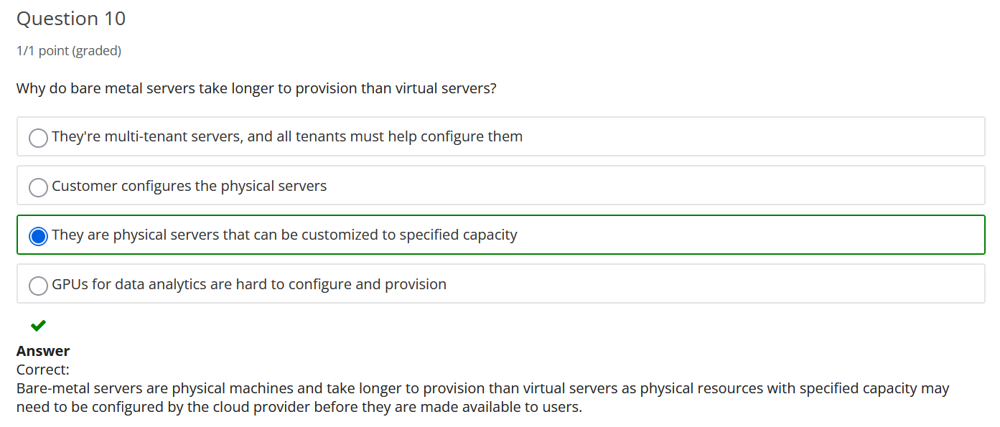 Question 10
1/1 point (graded)
Why do bare metal servers take longer to provision than virtual servers?
They're multi-tenant servers, and all tenants must help configure them
Customer configures the physical servers
They are physical servers that can be customized to specified capacity
GPUs for data analytics are hard to configure and provision
Answer
Correct:
Bare-metal servers are physical machines and take longer to provision than virtual servers as physical resources with specified capacity may
need to be configured by the cloud provider before they are made available to users.